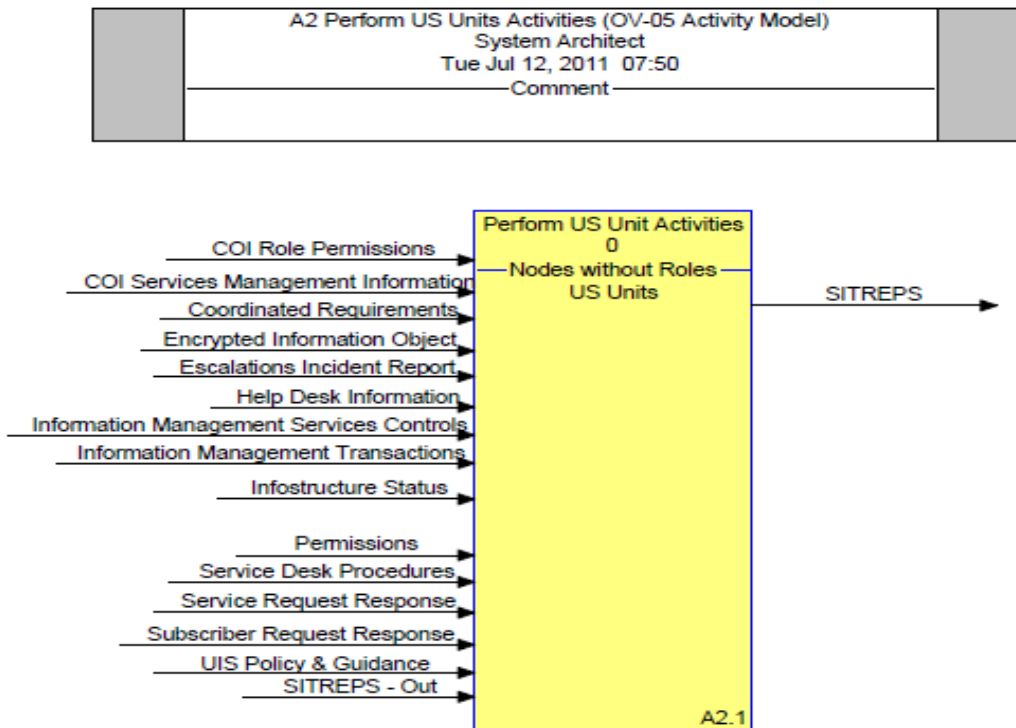 A2 Perform US Units Activities (OV-05 Activity Model)
System Architect
Tue Jul 12, 2011 07:50
Comment
Perform US Unit Activities
0
Nodes without Roles
US Units
COI Role Permissions
COI Services Management Information
Coordinated Requirements
Encrypted Information Object
Escalations Incident Report
Help Desk Information
Information Management Services Controls
Information Management Transactions
Infostructure Status
Permissions
Service Desk Procedures
Service Request Response
Subscriber Request Response
UIS Policy & Guidance
SITREPS - Out
SITREPS
A2.1